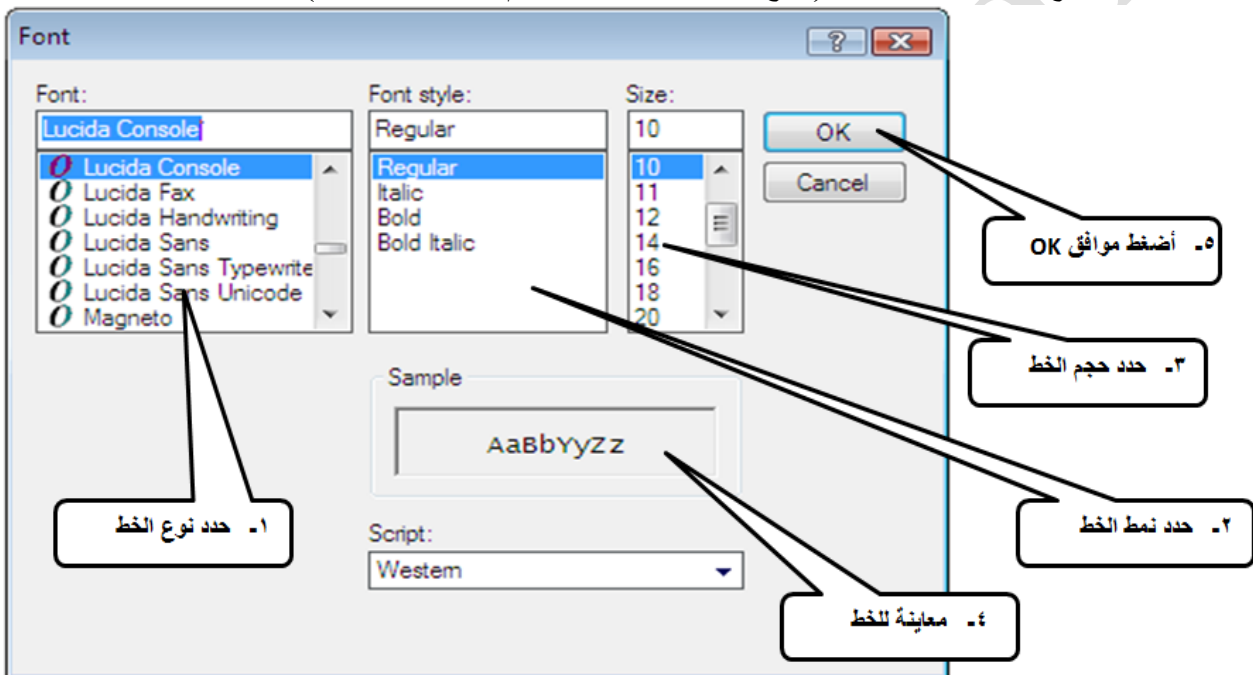 Font
Font:
Font style:
Size:
Lucida Console
Regular
10
OK
Lucida Console
Lucida Fax
Lucida Handwriting
Lucida Sans
Lucida Sans Typewrite
Lucida Sans Unicode
Magneto
Regular
Italic
Bold
Bold Italic
10
11
12
14
16
18
20
Cancel
٥- أضغط موافق OK
٣- حدد حجم الخط
Sample
AaBbYyZz
١- حدد نوع الخط
٢- حدد نمط الخط
Script:
Western
٤- معاينة للخط